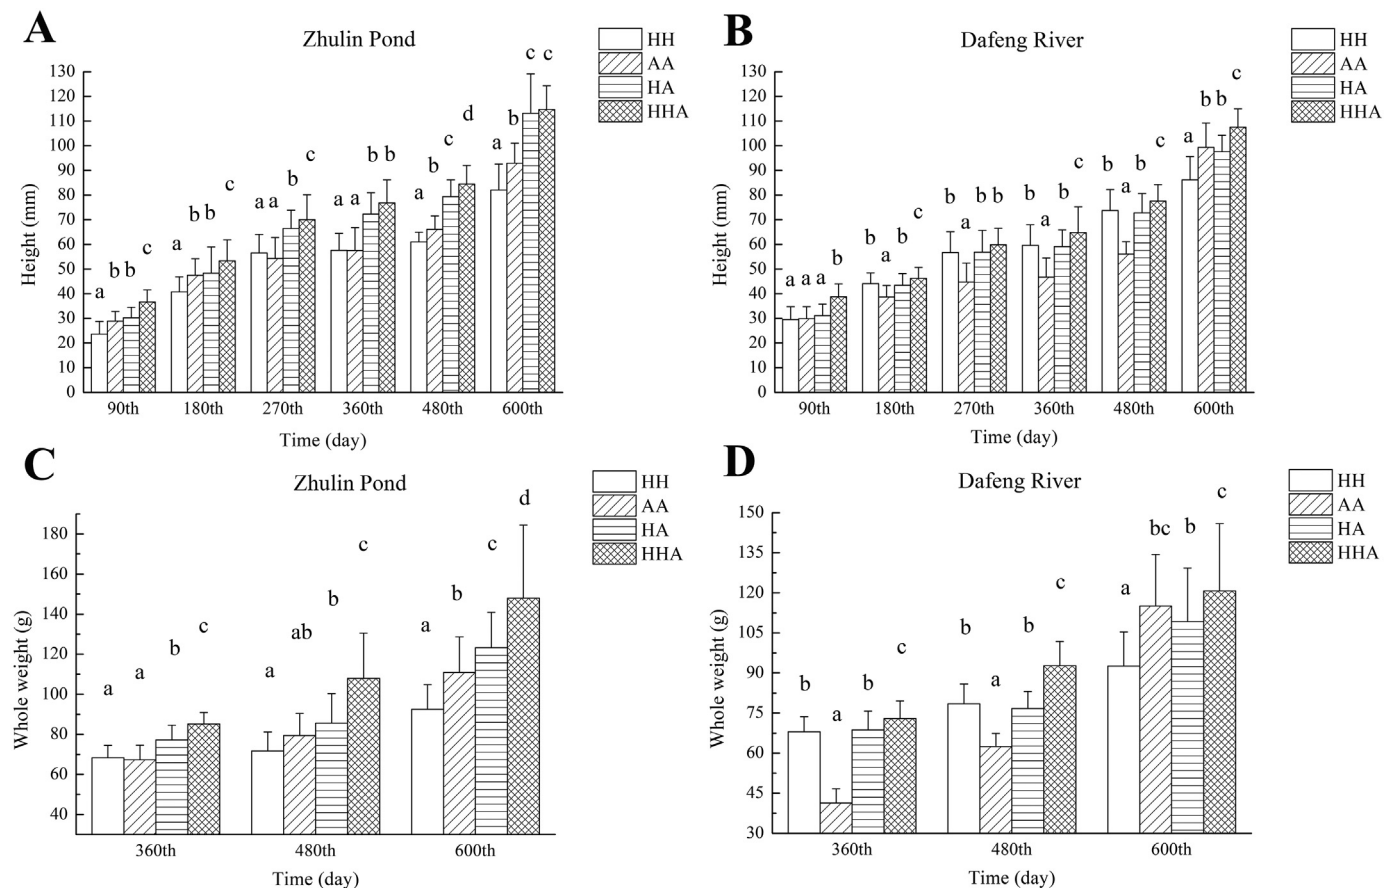 A
Zhulin Pond
HH
AA
HA
HHA
Height (mm)
130
120
110
100
90
80
70
60
50
40
30
20
10
0
a b b c
a b b c
a a b c
a a b b
a b c d
a b c c
90th 180th 270th 360th 480th 600th
Time (day)
B
Dafeng River
HH
AA
HA
HHA
Height (mm)
130
120
110
100
90
80
70
60
50
40
30
20
10
0
a a a b
b a b c
b a b b
b a b c
b a b c
a b b c
90th 180th 270th 360th 480th 600th
Time (day)
C
Zhulin Pond
HH
AA
HA
HHA
Whole weight (g)
180
160
140
120
100
80
60
40
a a b c
a ab b c
a b c d
360th 480th 600th
Time (day)
D
Dafeng River
HH
AA
HA
HHA
Whole weight (g)
150
135
120
105
90
75
60
45
30
b a b c
b a b c
a bc b c
360th 480th 600th
Time (day)